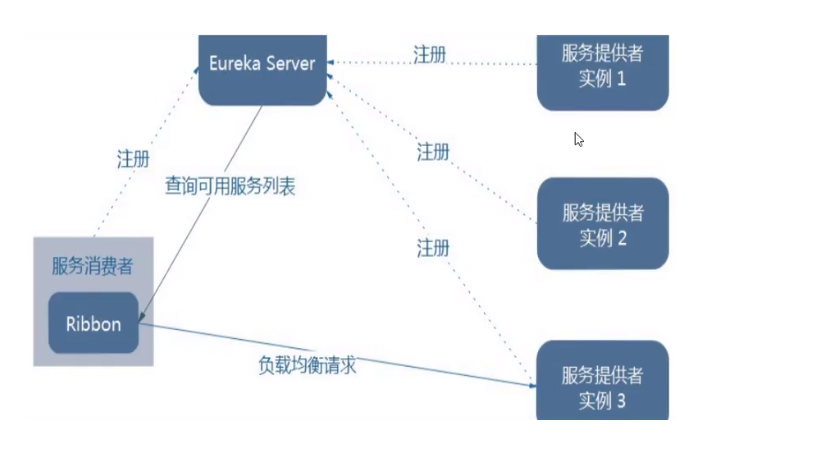 Eureka Server
注册
服务提供者
实例 1
注册
注册
查询可用服务列表
服务提供者
实例 2
注册
服务消费者
Ribbon
负载均衡请求
服务提供者
实例 3